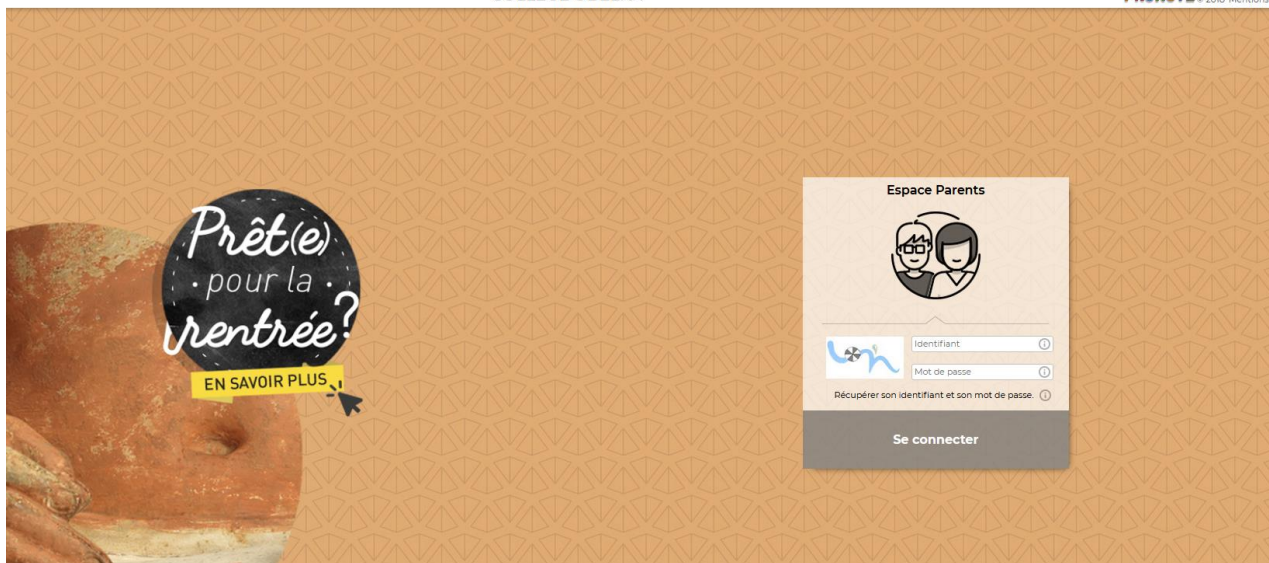 Prêt(e)
pour la
rentrée?
EN SAVOIR PLUS
Espace Parents
Identifiant
Mot de passe
Récupérer son identifiant et son mot de passe.
Se connecter